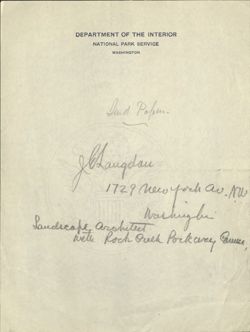 DEPARTMENT OF THE INTERIOR
NATIONAL PARK SERVICE
WASHINGTON
J C Langdon
1729 New York Av. NW
Washington
Landscape Architect
with Rock Creek Parkway